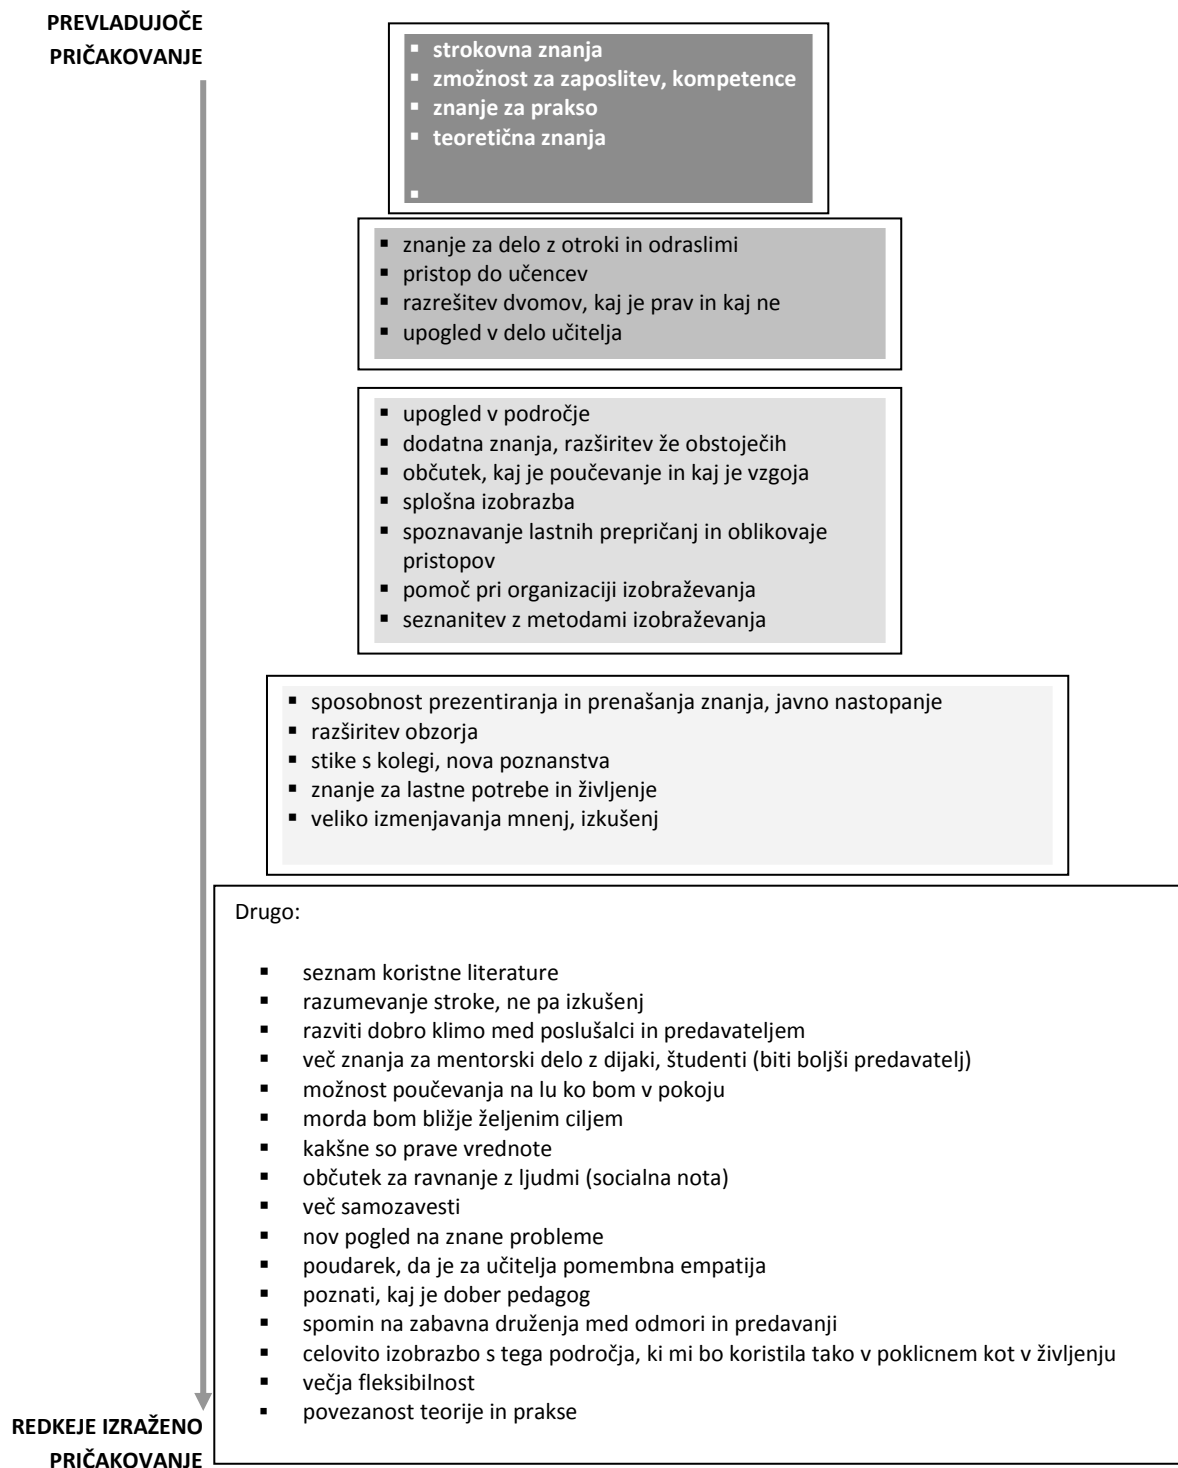 PREVLADUJOČE
PRIČAKOVANJE
▪ strokovna znanja
▪ zmožnost za zaposlitev, kompetence
▪ znanje za prakso
▪ teoretična znanja
▪
▪ znanje za delo z otroki in odraslimi
▪ pristop do učencev
▪ razrešitev dvomov, kaj je prav in kaj ne
▪ upogled v delo učitelja
▪ upogled v področje
▪ dodatna znanja, razširitev že obstoječih
▪ občutek, kaj je poučevanje in kaj je vzgoja
▪ splošna izobrazba
▪ spoznavanje lastnih prepričanj in oblikovaje
pristopov
▪ pomoč pri organizaciji izobraževanja
▪ seznanitev z metodami izobraževanja
▪ sposobnost prezentiranja in prenašanja znanja, javno nastopanje
▪ razširitev obzorja
▪ stike s kolegi, nova poznanstva
▪ znanje za lastne potrebe in življenje
▪ veliko izmenjavanja mnenj, izkušenj
Drugo:
▪ seznam koristne literature
▪ razumevanje stroke, ne pa izkušenj
▪ razviti dobro klimo med poslušalci in predavateljem
▪ več znanja za mentorski delo z dijaki, študenti (biti boljši predavatelj)
▪ možnost poučevanja na lu ko bom v pokoju
▪ morda bom bližje željenim ciljem
▪ kakšne so prave vrednote
▪ občutek za ravnanje z ljudmi (socialna nota)
▪ več samozavesti
▪ nov pogled na znane probleme
▪ poudarek, da je za učitelja pomembna empatija
▪ poznati, kaj je dober pedagog
▪ spomin na zabavna druženja med odmori in predavanji
▪ celovito izobrazbo s tega področja, ki mi bo koristila tako v poklicnem kot v življenju
▪ večja fleksibilnost
▪ povezanost teorije in prakse
REDKEJE IZRAŽENO
PRIČAKOVANJE